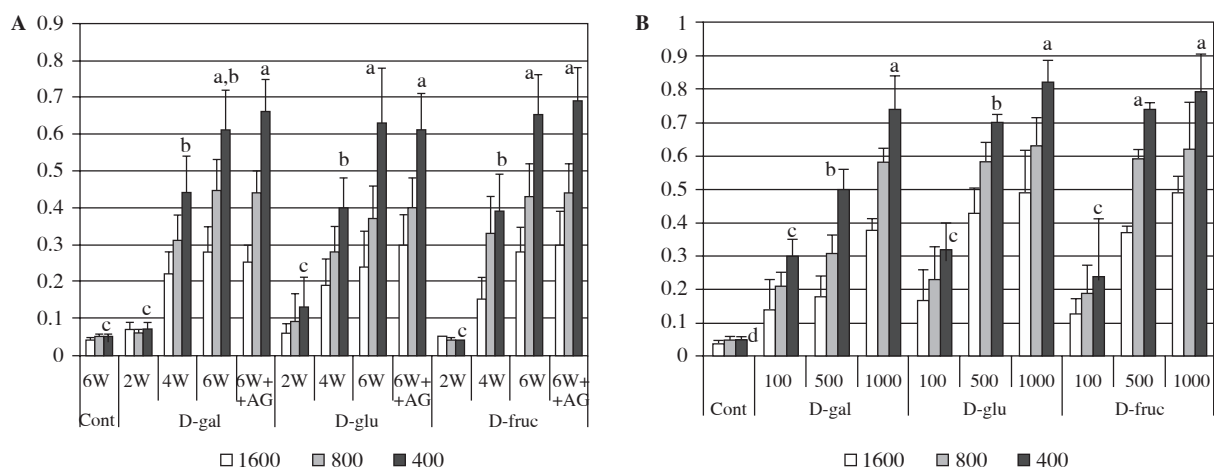 A
0.9
0.8
0.7
0.6
0.5
0.4
0.3
0.2
0.1
0
c
c
b
a,b
a
c
b
a
a
c
b
a
a
6W 2W 4W 6W 6W+ +AG 2W 4W 6W 6W+ +AG 2W 4W 6W 6W+ +AG
Cont D-gal D-glu D-fruc
1600 800 400
B
1
0.9
0.8
0.7
0.6
0.5
0.4
0.3
0.2
0.1
0
d
c
b
a
c
b
a
c
a
a
100 500 1000 100 500 1000 100 500 1000
Cont D-gal D-glu D-fruc
1600 800 400